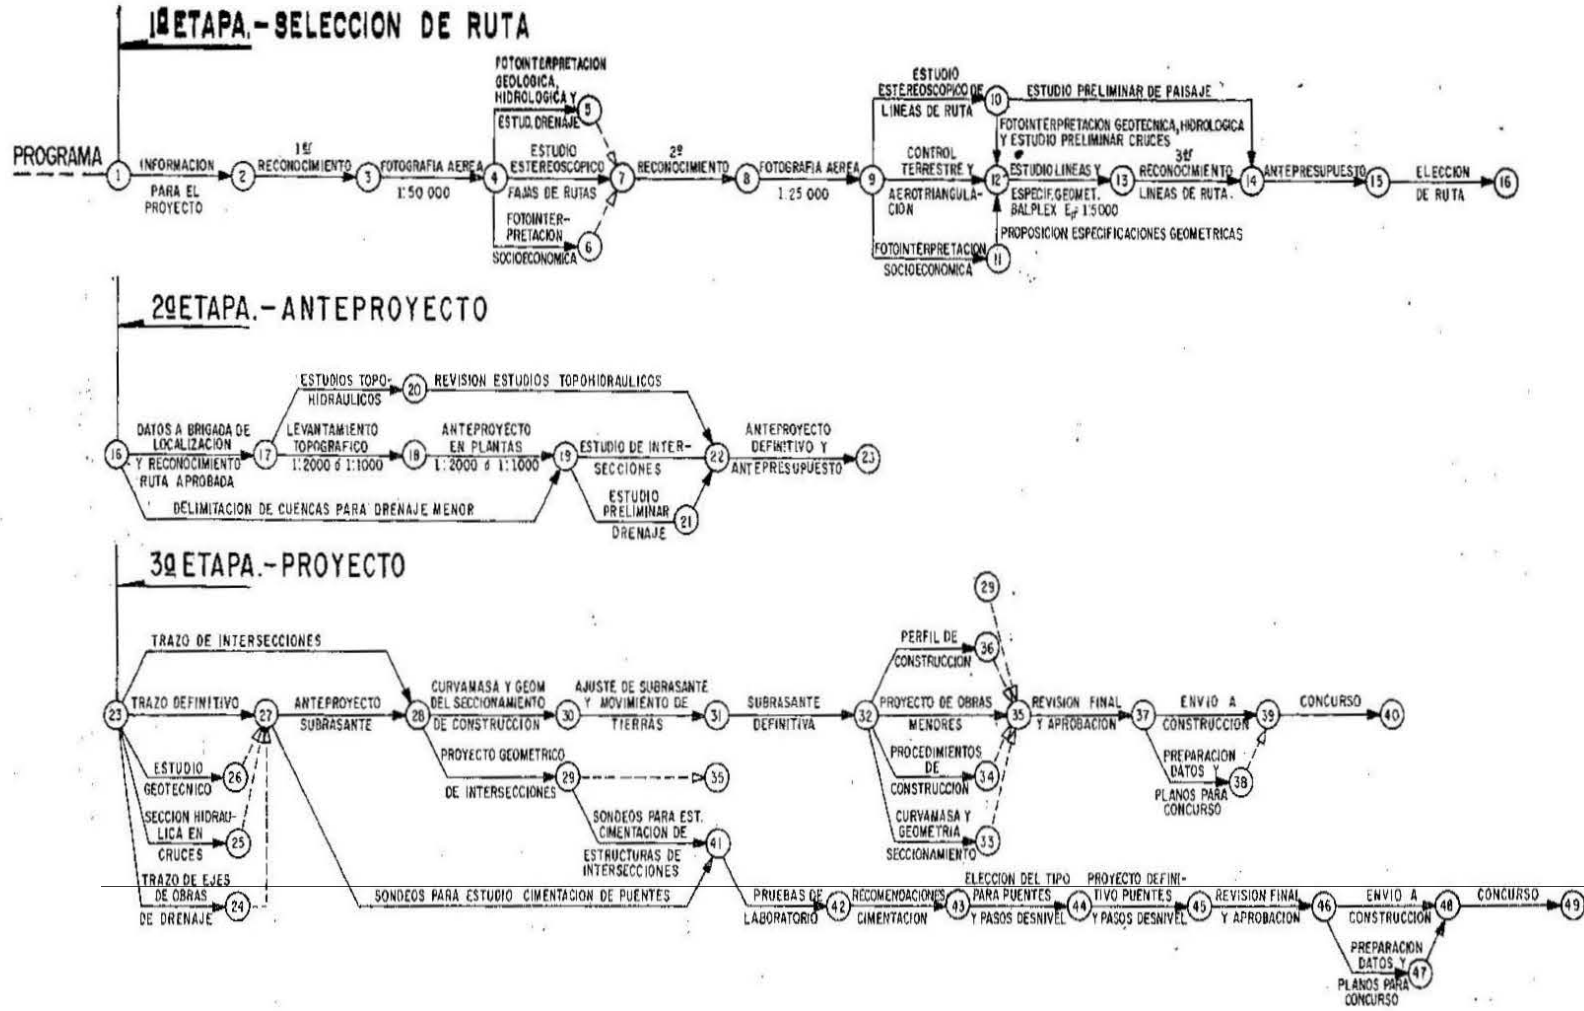 1ª ETAPA.- SELECCION DE RUTA
PROGRAMA
1
INFORMACION
PARA EL
PROYECTO
2
1er
RECONOCIMIENTO
3
FOTOGRAFIA AEREA
1:50 000
4
FOTOINTERPRETACION
GEOLOGICA,
HIDROLOGICA Y
ESTUD. DRENAJE
5
ESTUDIO
ESTEREOSCOPICO
FAJAS DE RUTAS
FOTOINTER-
PRETACION
SOCIOECONOMICA
6
7
2º
RECONOCIMIENTO
8
FOTOGRAFIA AEREA
1:25 000
9
ESTUDIO
ESTEREOSCOPICO DE
LINEAS DE RUTA
10
ESTUDIO PRELIMINAR DE PAISAJE
FOTOINTERPRETACION GEOTECNICA, HIDROLOGICA
Y ESTUDIO PRELIMINAR CRUCES
CONTROL
TERRESTRE Y
AEROTRIANGULA-
CIÓN
12
FOTOINTERPRETACION
SOCIOECONOMICA
11
PROPOSICION ESPECIFICACIONES GEOMETRICAS
ESTUDIO LINEAS Y
ESPECIF. GEOMET.
BALPLEX 1:5000
13
3er
RECONOCIMIENTO
LINEAS DE RUTA.
14
ANTEPRESUPUESTO
15
ELECCION
DE RUTA
16
2ª ETAPA.- ANTEPROYECTO
16
DATOS A BRIGADA DE
LOCALIZACION
Y RECONOCIMIENTO
RUTA APROBADA
17
ESTUDIOS TOPO-
HIDRAULICOS
20
REVISION ESTUDIOS TOPOHIDRAULICOS
LEVANTAMIENTO
TOPOGRAFICO
1:2000 ó 1:1000
18
ANTEPROYECTO
EN PLANTAS
1:2000 ó 1:1000
19
ESTUDIO DE INTER-
SECCIONES
22
ANTEPROYECTO
DEFINITIVO Y
ANTEPRESUPUESTO
23
DELIMITACION DE CUENCAS PARA DRENAJE MENOR
ESTUDIO
PRELIMINAR
DRENAJE
21
3ª ETAPA.- PROYECTO
TRAZO DE INTERSECCIONES
23
TRAZO DEFINITIVO
27
ANTEPROYECTO
SUBRASANTE
28
CURVAMASA Y GEOM
DEL SECCIONAMIENTO
DE CONSTRUCCION
30
AJUSTE DE SUBRASANTE
Y MOVIMIENTO DE
TIERRAS
31
SUBRASANTE
DEFINITIVA
32
29
PERFIL DE
CONSTRUCCION
36
PROYECTO DE OBRAS
MENORES
35
PROCEDIMIENTOS
DE
CONSTRUCCION
34
CURVAMASA Y
GEOMETRIA
SECCIONAMIENTO
33
REVISION FINAL
Y APROBACION
37
ENVIO A
CONSTRUCCION
39
CONCURSO
40
PREPARACION
DATOS Y
PLANOS PARA
CONCURSO
38
ESTUDIO
GEOTECNICO
26
SECCION HIDRAU-
LICA EN
CRUCES
25
TRAZO DE EJES
DE OBRAS
DE DRENAJE
24
PROYECTO GEOMETRICO
DE INTERSECCIONES
29
35
SONDEOS PARA EST.
CIMENTACION DE
ESTRUCTURAS DE
INTERSECCIONES
41
SONDEOS PARA ESTUDIO CIMENTACION DE PUENTES
PRUEBAS DE
LABORATORIO
42
RECOMENDACIONES
CIMENTACION
43
ELECCION DEL TIPO
PARA PUENTES
Y PASOS DESNIVEL
44
PROYECTO DEFINI-
TIVO PUENTES
Y PASOS DESNIVEL
45
REVISION FINAL
Y APROBACION
46
ENVIO A
CONSTRUCCION
48
CONCURSO
49
PREPARACION
DATOS Y
PLANOS PARA
CONCURSO
47